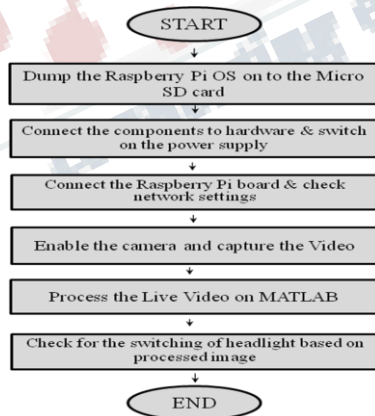 START
Dump the Raspberry Pi OS on to the Micro
SD card
Connect the components to hardware & switch
on the power supply
Connect the Raspberry Pi board & check
network settings
Enable the camera and capture the Video
Process the Live Video on MATLAB
Check for the switching of headlight based on
processed image
END